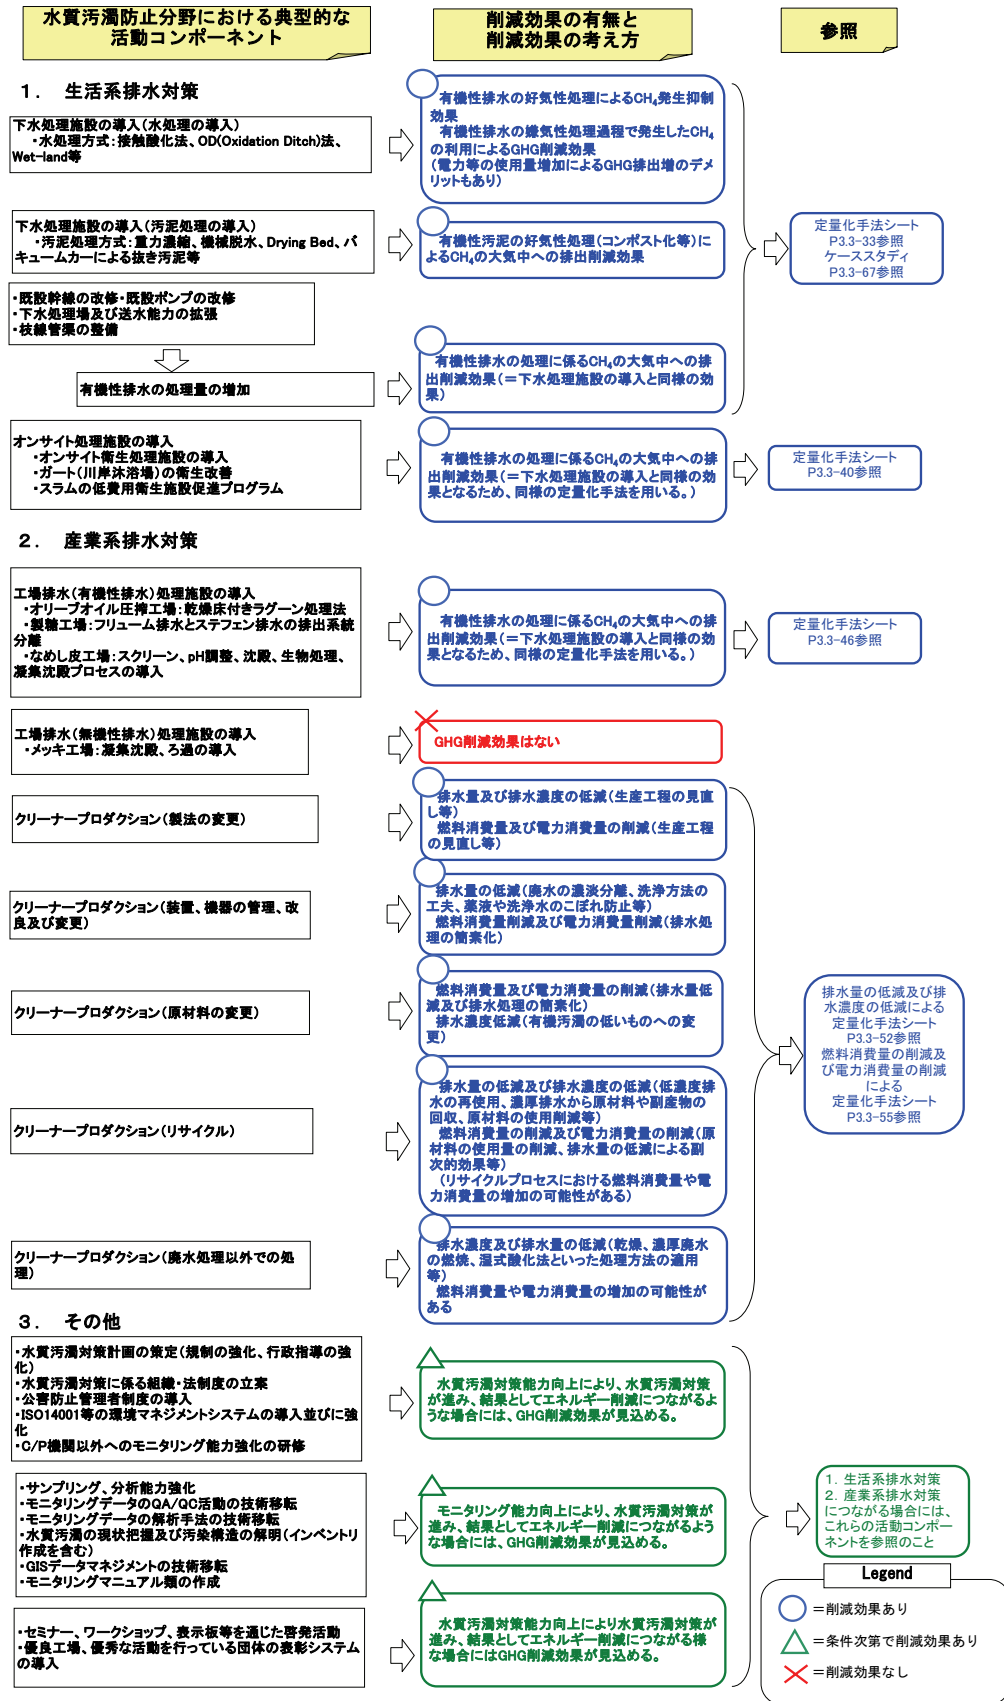 水質汚濁防止分野における典型的な
活動コンポーネント
削減効果の有無と
削減効果の考え方
参照
1. 生活系排水対策
下水処理施設の導入(水処理の導入)
・水処理方式:接触酸化法、OD(Oxidation Ditch)法、
Wet-land等
有機性排水の好気性処理によるCH₄発生抑制
効果
有機性排水の嫌気性処理過程で発生したCH₄
の利用によるGHG削減効果
(電力等の使用量増加によるGHG排出増のデメ
リットもあり)
下水処理施設の導入(汚泥処理の導入)
・汚泥処理方式:重力濃縮、機械脱水、Drying Bed、バ
キュームカーによる抜き汚泥等
有機性汚泥の好気性処理(コンポスト化等)に
よるCH₄の大気中への排出削減効果
定量化手法シート
P3.3-33参照
ケーススタディ
P3.3-67参照
・既設幹線の改修・既設ポンプの改修
・下水処理場及び送水能力の拡張
・枝線管渠の整備
有機性排水の処理量の増加
有機性排水の処理に係るCH₄の大気中への排
出削減効果(=下水処理施設の導入と同様の効
果)
オンサイト処理施設の導入
・オンサイト衛生処理施設の導入
・ガート(川岸沐浴場)の衛生改善
・スラムの低費用衛生施設促進プログラム
有機性排水の処理に係るCH₄の大気中への排
出削減効果(=下水処理施設の導入と同様の効
果となるため、同様の定量化手法を用いる。)
定量化手法シート
P3.3-40参照
2. 産業系排水対策
工場排水(有機性排水)処理施設の導入
・オリーブオイル圧搾工場:乾燥床付きラグーン処理法
・製糖工場:フリューム排水とステフェン排水の排出系統
分離
・なめし皮工場:スクリーン、pH調整、沈殿、生物処理、
凝集沈殿プロセスの導入
有機性排水の処理に係るCH₄の大気中への排
出削減効果(=下水処理施設の導入と同様の効
果となるため、同様の定量化手法を用いる。)
定量化手法シート
P3.3-46参照
工場排水(無機性排水)処理施設の導入
・メッキ工場:凝集沈殿、ろ過の導入
GHG削減効果はない
クリーナープロダクション(製法の変更)
排水量及び排水濃度の低減(生産工程の見直
し等)
燃料消費量及び電力消費量の削減(生産工程
の見直し等)
クリーナープロダクション(装置、機器の管理、改
良及び変更)
排水量の低減(廃水の濃淡分離、洗浄方法の
工夫、薬液や洗浄水のこぼれ防止等)
燃料消費量削減及び電力消費量削減(排水処
理の簡素化)
クリーナープロダクション(原材料の変更)
燃料消費量及び電力消費量の削減(排水量低
減及び排水処理の簡素化)
排水濃度低減(有機汚濁の低いものへの変
更)
排水量の低減及び排
水濃度の低減による
定量化手法シート
P3.3-52参照
燃料消費量の削減及
び電力消費量の削減
による
定量化手法シート
P3.3-55参照
クリーナープロダクション(リサイクル)
排水量の低減及び排水濃度の低減(低濃度排
水の再使用、濃厚排水から原材料や副産物の
回収、原材料の使用削減等)
燃料消費量の削減及び電力消費量の削減(原
材料の使用量の削減、排水量の低減による副
次的効果等)
(リサイクルプロセスにおける燃料消費量や電
力消費量の増加の可能性がある)
クリーナープロダクション(廃水処理以外での処
理)
排水濃度及び排水量の低減(乾燥、濃厚廃水
の燃焼、湿式酸化法といった処理方法の適用
等)
燃料消費量や電力消費量の増加の可能性が
ある
3. その他
・水質汚濁対策計画の策定(規制の強化、行政指導の強
化)
・水質汚濁対策に係る組織・法制度の立案
・公害防止管理者制度の導入
・ISO14001等の環境マネジメントシステムの導入並びに強
化
・C/P機関以外へのモニタリング能力強化の研修
水質汚濁対策能力向上により、水質汚濁対策
が進み、結果としてエネルギー削減につながるよ
うな場合には、GHG削減効果が見込める。
・サンプリング、分析能力強化
・モニタリングデータのQA/QC活動の技術移転
・モニタリングデータの解析手法の技術移転
・水質汚濁の現状把握及び汚染構造の解明(インベントリ
作成を含む)
・GISデータマネジメントの技術移転
・モニタリングマニュアル類の作成
モニタリング能力向上により、水質汚濁対策が
進み、結果としてエネルギー削減につながるよう
な場合には、GHG削減効果が見込める。
1. 生活系排水対策
2. 産業系排水対策
につながる場合には、
これらの活動コンポー
ネントを参照のこと
・セミナー、ワークショップ、表示板等を通じた啓発活動
・優良工場、優秀な活動を行っている団体の表彰システム
の導入
水質汚濁対策能力向上により水質汚濁対策が
進み、結果としてエネルギー削減につながる様
な場合にはGHG削減効果が見込める。
Legend
=削減効果あり
=条件次第で削減効果あり
=削減効果なし